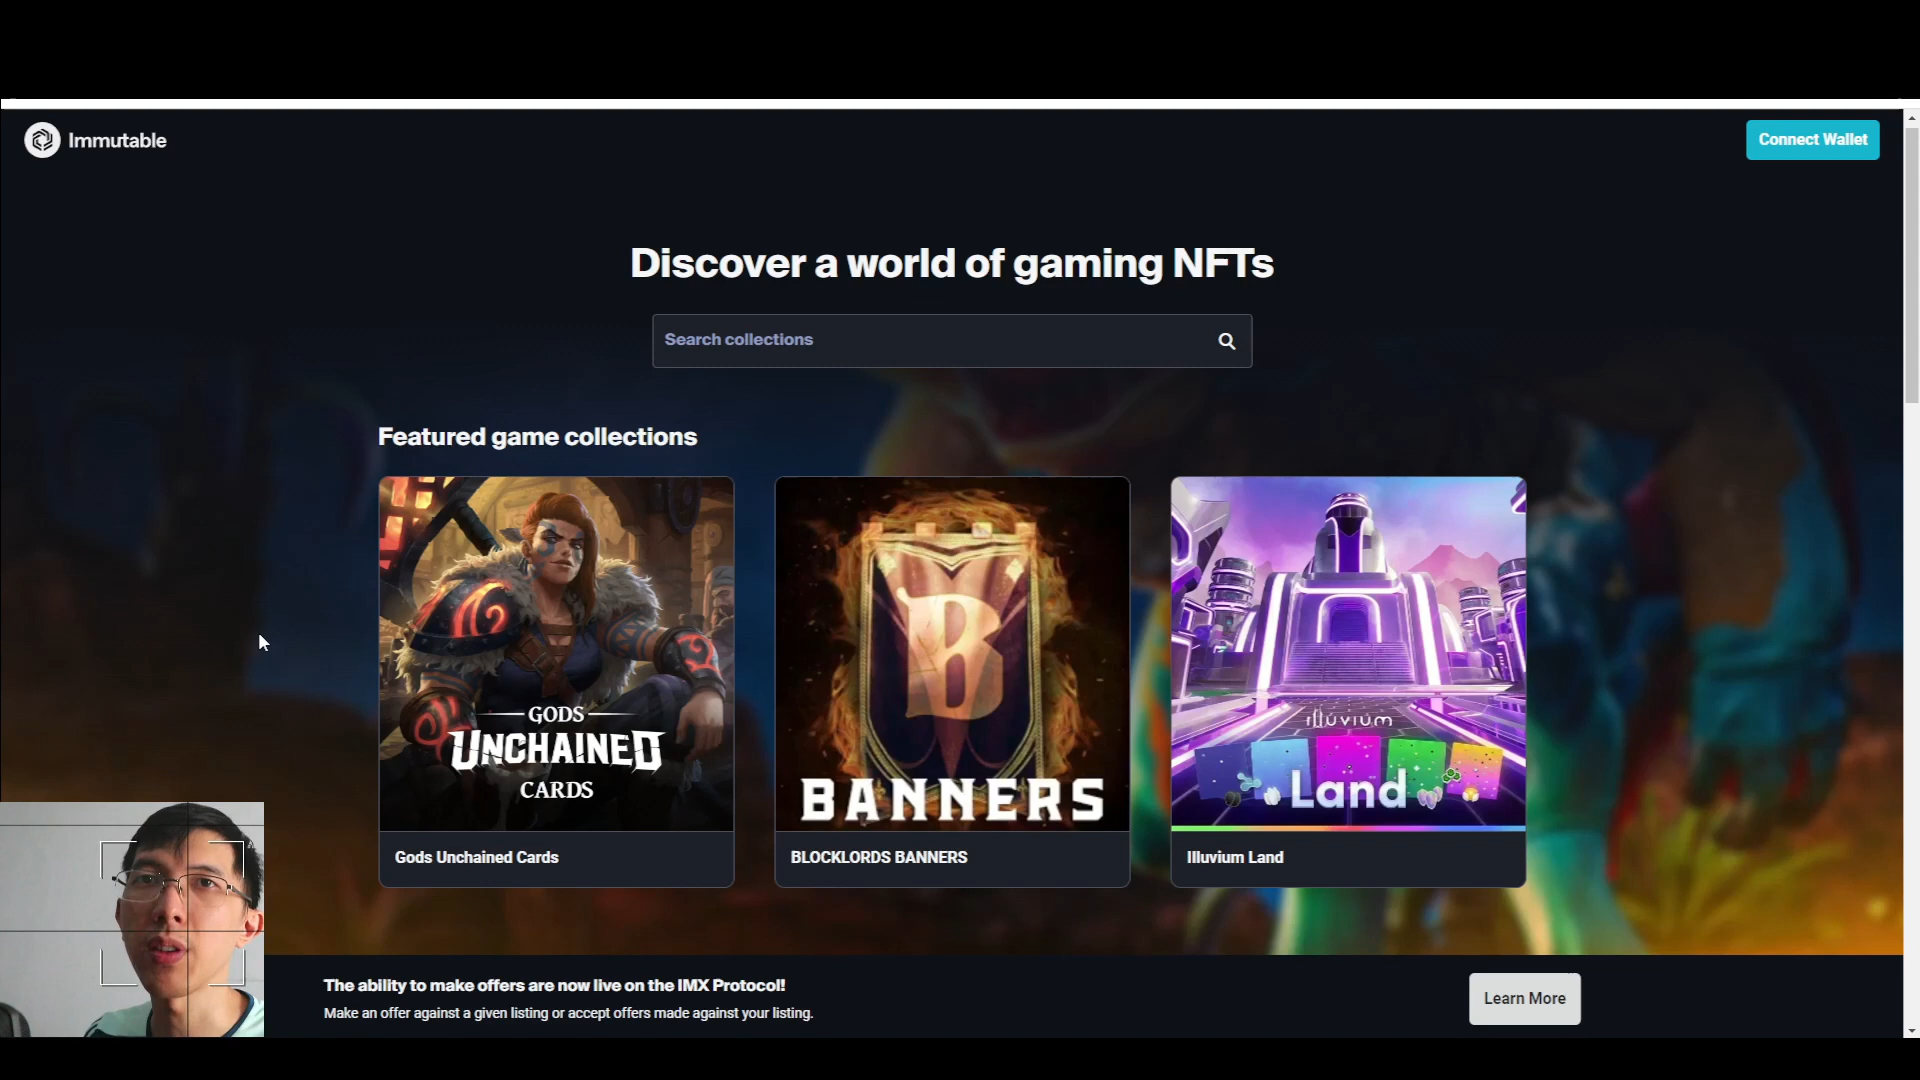 Immutable
Connect Wallet
Discover a world of gaming NFTs
Search collections
Featured game collections
GODS
UNCHAINED
CARDS
B
BANNERS
ILLUVIUM
Land
Gods Unchained Cards
BLOCKLORDS BANNERS
Illuvium Land
The ability to make offers are now live on the IMX Protocol!
Make an offer against a given listing or accept offers made against your listing.
Learn More